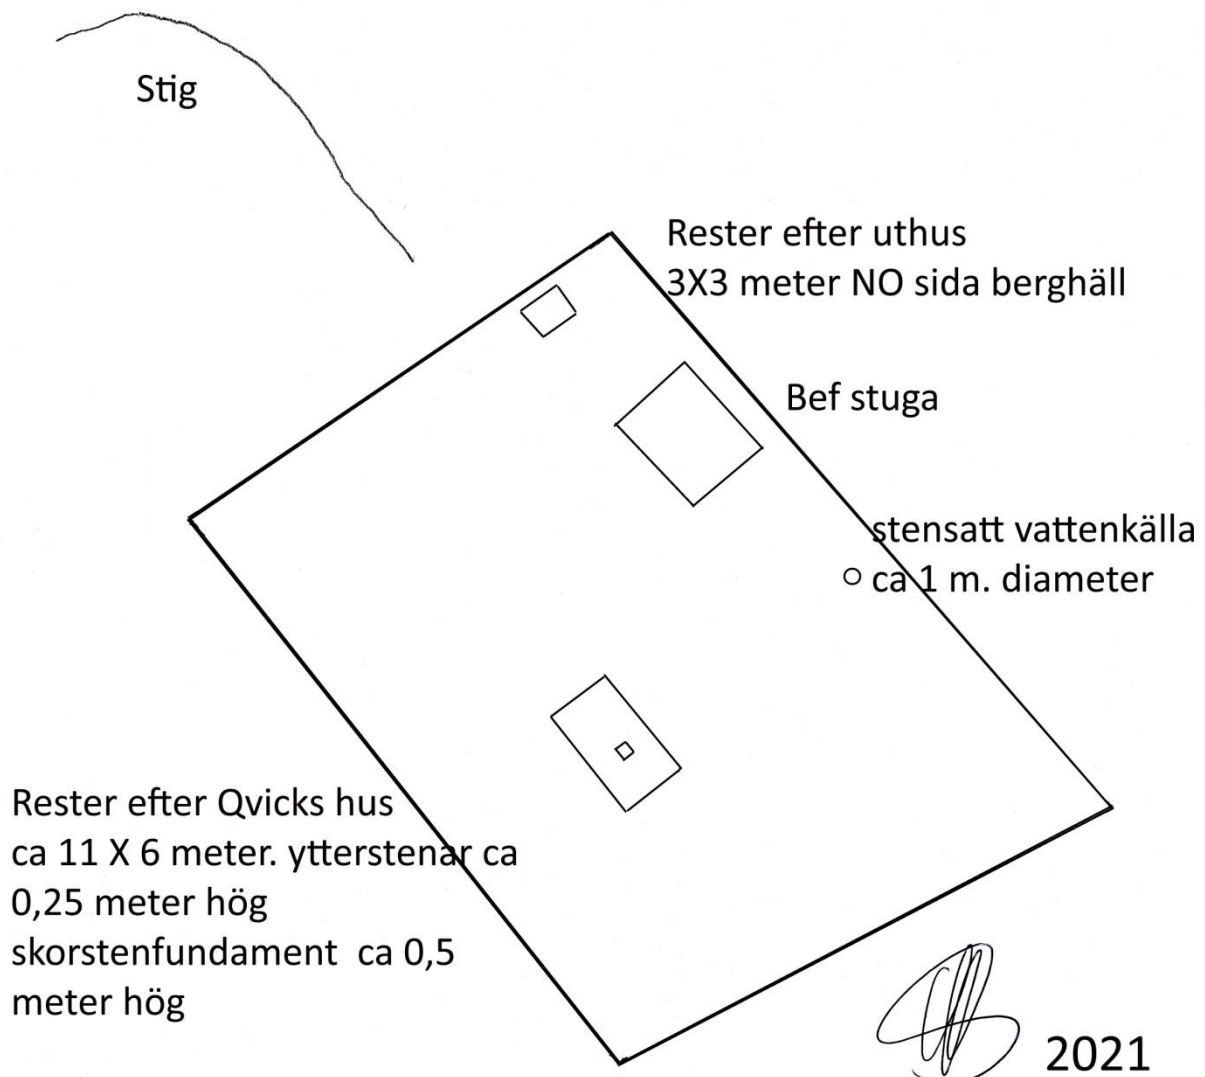 Stig
Rester efter uthus
3X3 meter NO sida berghäll
Bef stuga
stensatt vattenkälla
ca 1 m. diameter
Rester efter Qvicks hus
ca 11 X 6 meter. ytterstenar ca
0,25 meter hög
skorstenfundament  ca 0,5
meter hög
2021